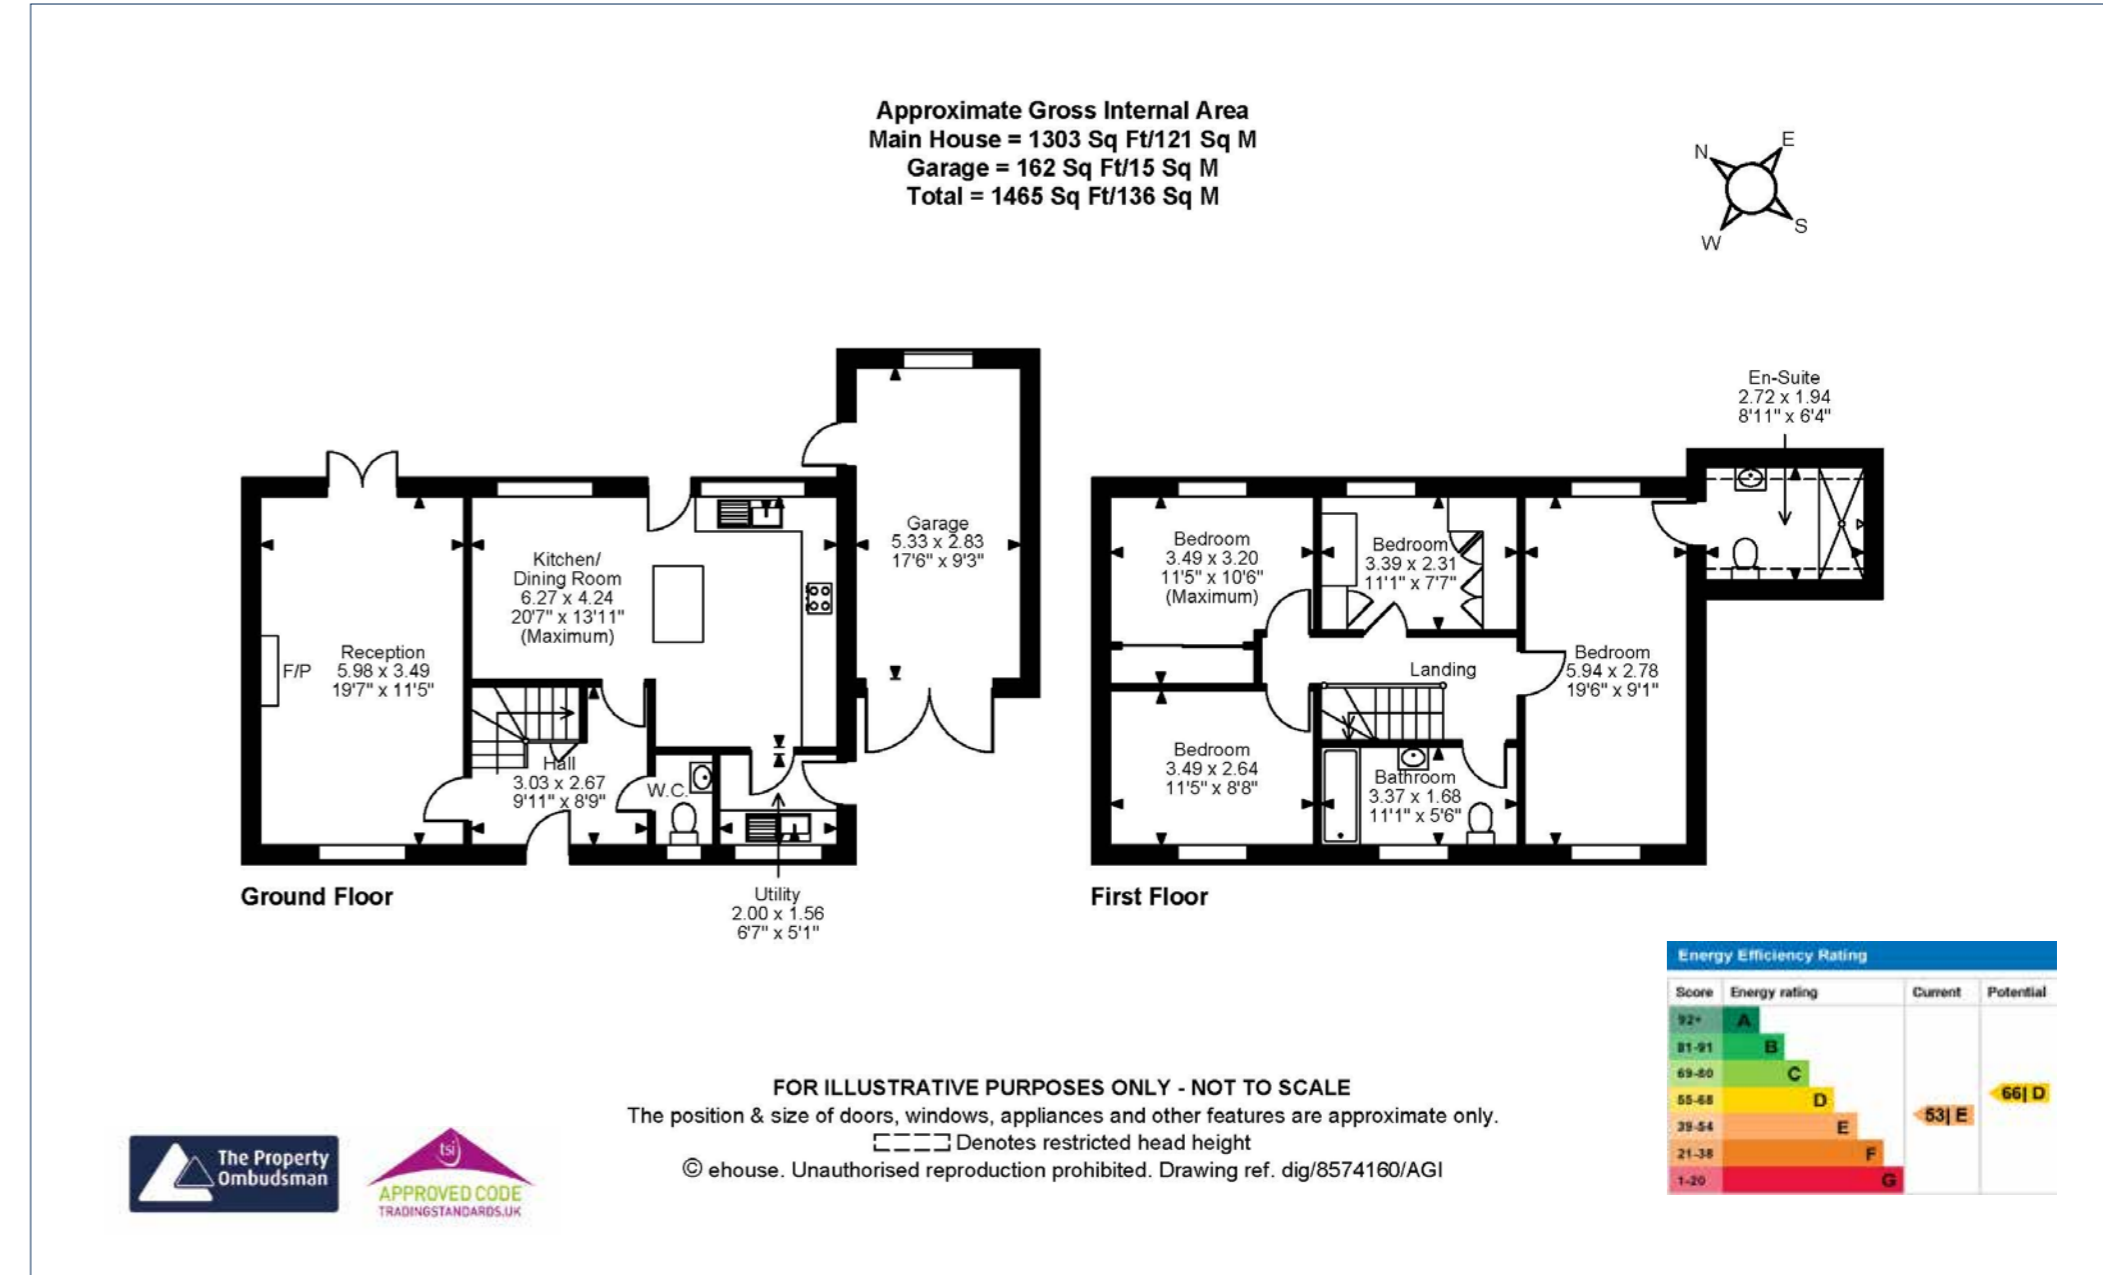 Approximate Gross Internal Area
Main House = 1303 Sq Ft/121 Sq M
Garage = 162 Sq Ft/15 Sq M
Total = 1465 Sq Ft/136 Sq M
N
E
W
S
Garage
5.33 x 2.83
17'6" x 9'3"
Kitchen/
Dining Room
6.27 x 4.24
20'7" x 13'11"
(Maximum)
Reception
5.98 x 3.49
19'7" x 11'5"
F/P
Hall
3.03 x 2.67
9'11" x 8'9"
W.C.
Utility
2.00 x 1.56
6'7" x 5'1"
Ground Floor
En-Suite
2.72 x 1.94
8'11" x 6'4"
Bedroom
3.49 x 3.20
11'5" x 10'6"
(Maximum)
Bedroom
3.39 x 2.31
11'1" x 7'7"
Bedroom
5.94 x 2.78
19'6" x 9'1"
Landing
Bedroom
3.49 x 2.64
11'5" x 8'8"
Bathroom
3.37 x 1.68
11'1" x 5'6"
First Floor
Energy Efficiency Rating
Score Energy rating Current Potential
92+ A
81-91 B
69-80 C
55-68 D 66| D
39-54 E 53| E
21-38 F
1-20 G
FOR ILLUSTRATIVE PURPOSES ONLY - NOT TO SCALE
The position & size of doors, windows, appliances and other features are approximate only.
Denotes restricted head height
© ehouse. Unauthorised reproduction prohibited. Drawing ref. dig/8574160/AGI
The Property
Ombudsman
tsi
APPROVED CODE
TRADINGSTANDARDS.UK